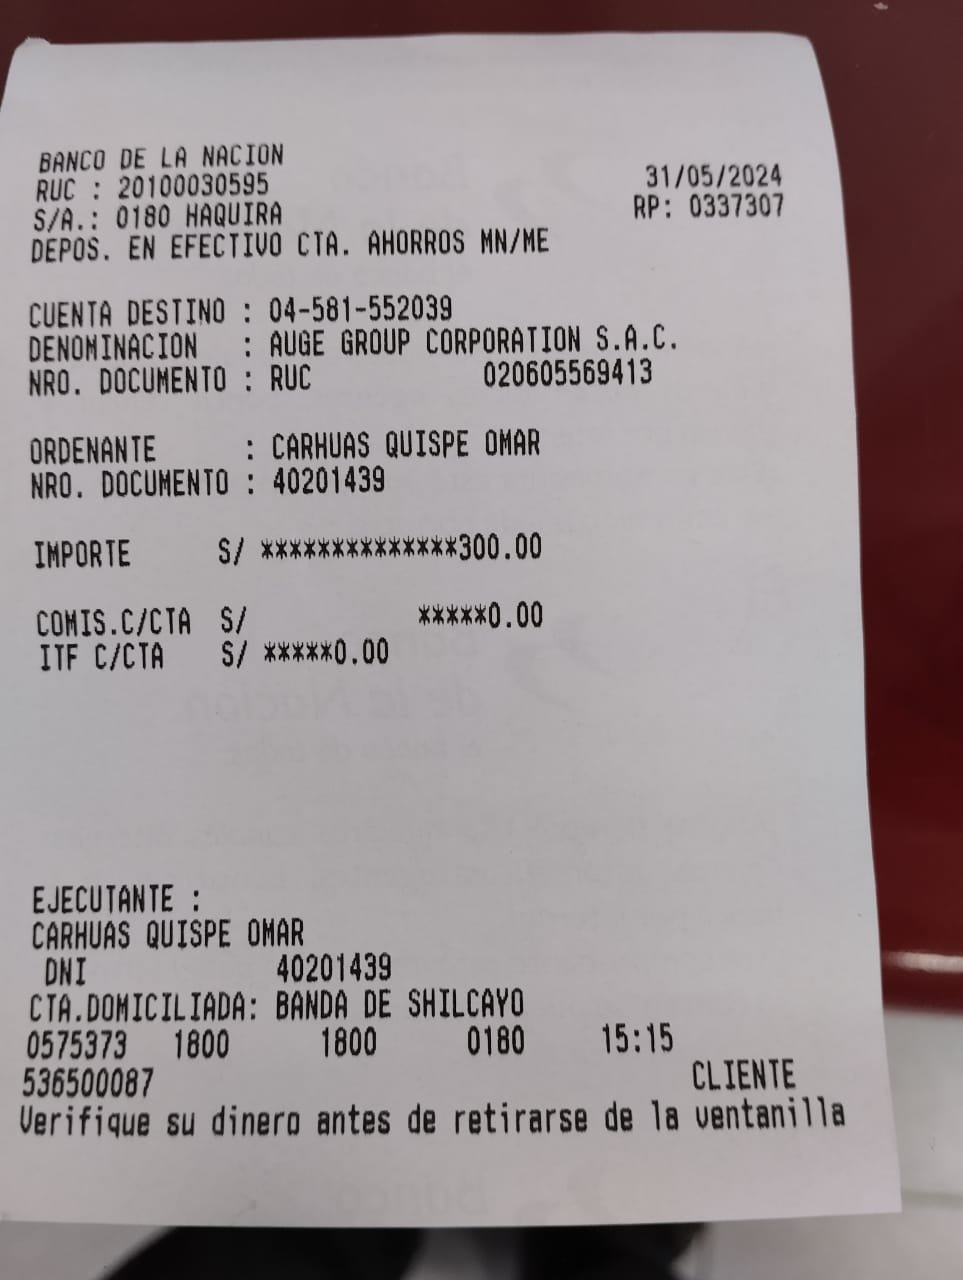 BANCO DE LA NACION
RUC : 20100030595 31/05/2024
S/A.: 0180 HAQUIRA RP: 0337307
DEPOS. EN EFECTIVO CTA. AHORROS MN/ME
CUENTA DESTINO : 04-581-552039
DENOMINACION : AUGE GROUP CORPORATION S.A.C.
NRO. DOCUMENTO : RUC 020605569413
ORDENANTE : CARHUAS QUISPE OMAR
NRO. DOCUMENTO : 40201439
IMPORTE S/ **************300.00
COMIS.C/CTA S/ *****0.00
ITF C/CTA S/ *****0.00
EJECUTANTE :
CARHUAS QUISPE OMAR
DNI 40201439
CTA.DOMICILIADA: BANDA DE SHILCAYO
0575373 1800 1800 0180 15:15
536500087 CLIENTE
Verifique su dinero antes de retirarse de la ventanilla